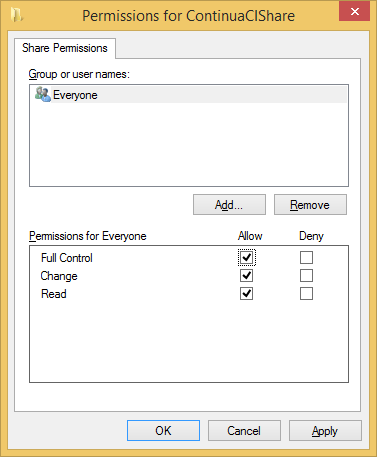 Permissions for ContinuaCIShare
Share Permissions
Group or user names:
Everyone
Add... Remove
Permissions for Everyone Allow Deny
Full Control
Change
Read
OK Cancel Apply